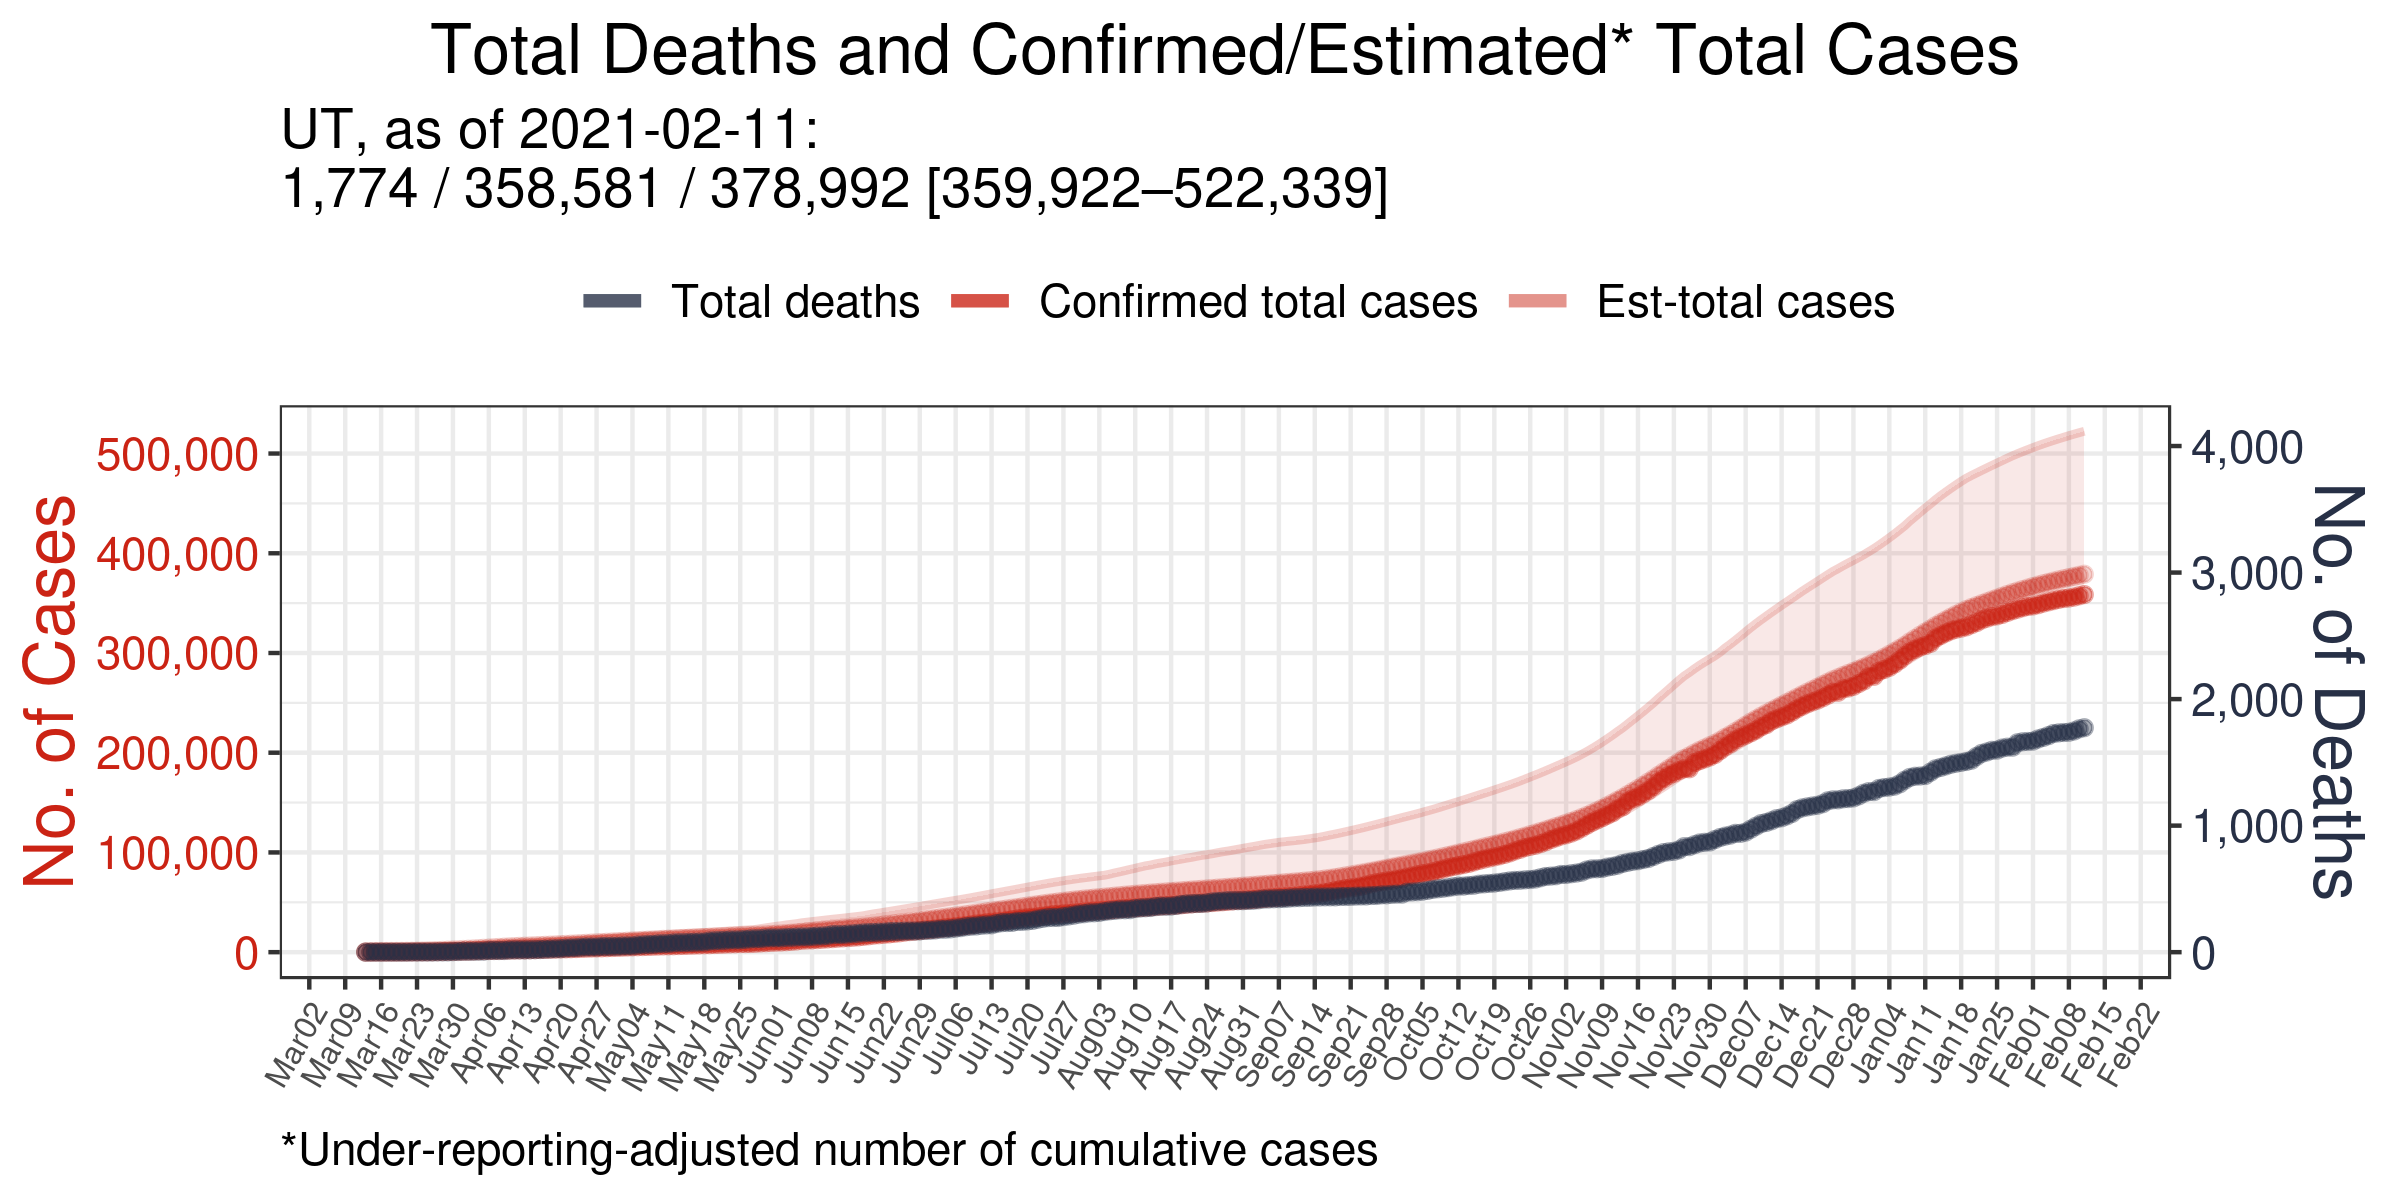 Total Deaths and Confirmed/Estimated* Total Cases
UT, as of 2021-02-11:
1,774 / 358,581 / 378,992 [359,922–522,339]
Total deaths
Confirmed total cases
Est-total cases
No. of Cases
500,000
400,000
300,000
200,000
100,000
0
4,000
3,000
2,000
1,000
0
No. of Deaths
Mar02
Mar09
Mar16
Mar23
Mar30
Apr06
Apr13
Apr20
Apr27
May04
May11
May18
May25
Jun01
Jun08
Jun15
Jun22
Jun29
Jul06
Jul13
Jul20
Jul27
Aug03
Aug10
Aug17
Aug24
Aug31
Sep07
Sep14
Sep21
Sep28
Oct05
Oct12
Oct19
Oct26
Nov02
Nov09
Nov16
Nov23
Nov30
Dec07
Dec14
Dec21
Dec28
Jan04
Jan11
Jan18
Jan25
Feb01
Feb08
Feb15
Feb22
*Under-reporting-adjusted number of cumulative cases